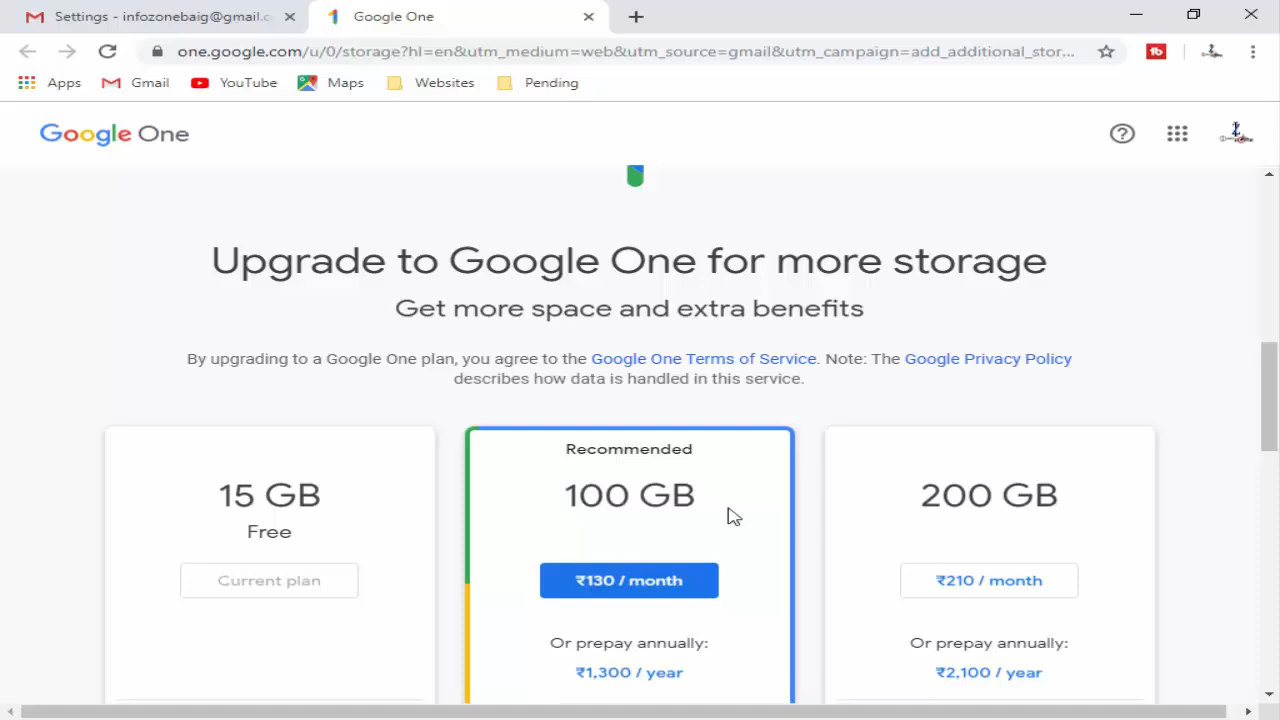 Settings - infozonebaig@gmail.c
Google One
one.google.com/u/0/storage?hl=en&utm_medium=web&utm_source=gmail&utm_campaign=add_additional_stor...
Apps
Gmail
YouTube
Maps
Websites
Pending
Google One
Upgrade to Google One for more storage
Get more space and extra benefits
By upgrading to a Google One plan, you agree to the Google One Terms of Service. Note: The Google Privacy Policy
describes how data is handled in this service.
15 GB
Free
Current plan
Recommended
100 GB
₹130 / month
Or prepay annually:
₹1,300 / year
200 GB
₹210 / month
Or prepay annually:
₹2,100 / year